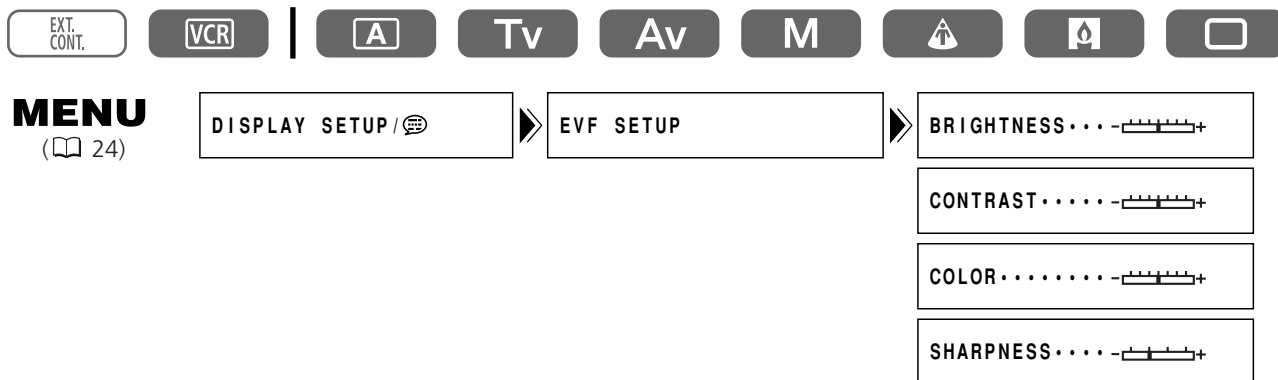 EXT. CONT. VCR A Tv Av M
MENU DISPLAY SETUP/ EVF SETUP BRIGHTNESS･･･ -+
(24)
CONTRAST･････ -+
COLOR････････ -+
SHARPNESS････ -+